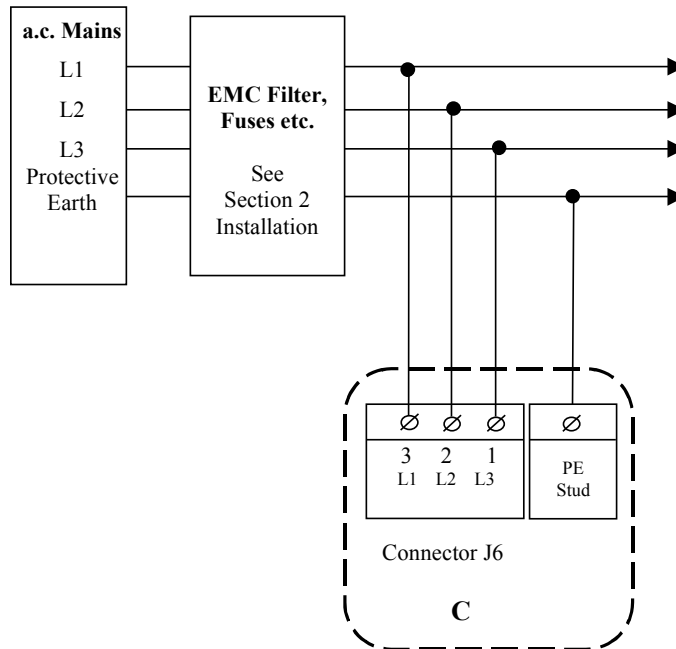 a.c. Mains
L1
L2
L3
Protective
Earth
EMC Filter,
Fuses etc.
See
Section 2
Installation
3 2 1
L1 L2 L3
PE
Stud
Connector J6
C